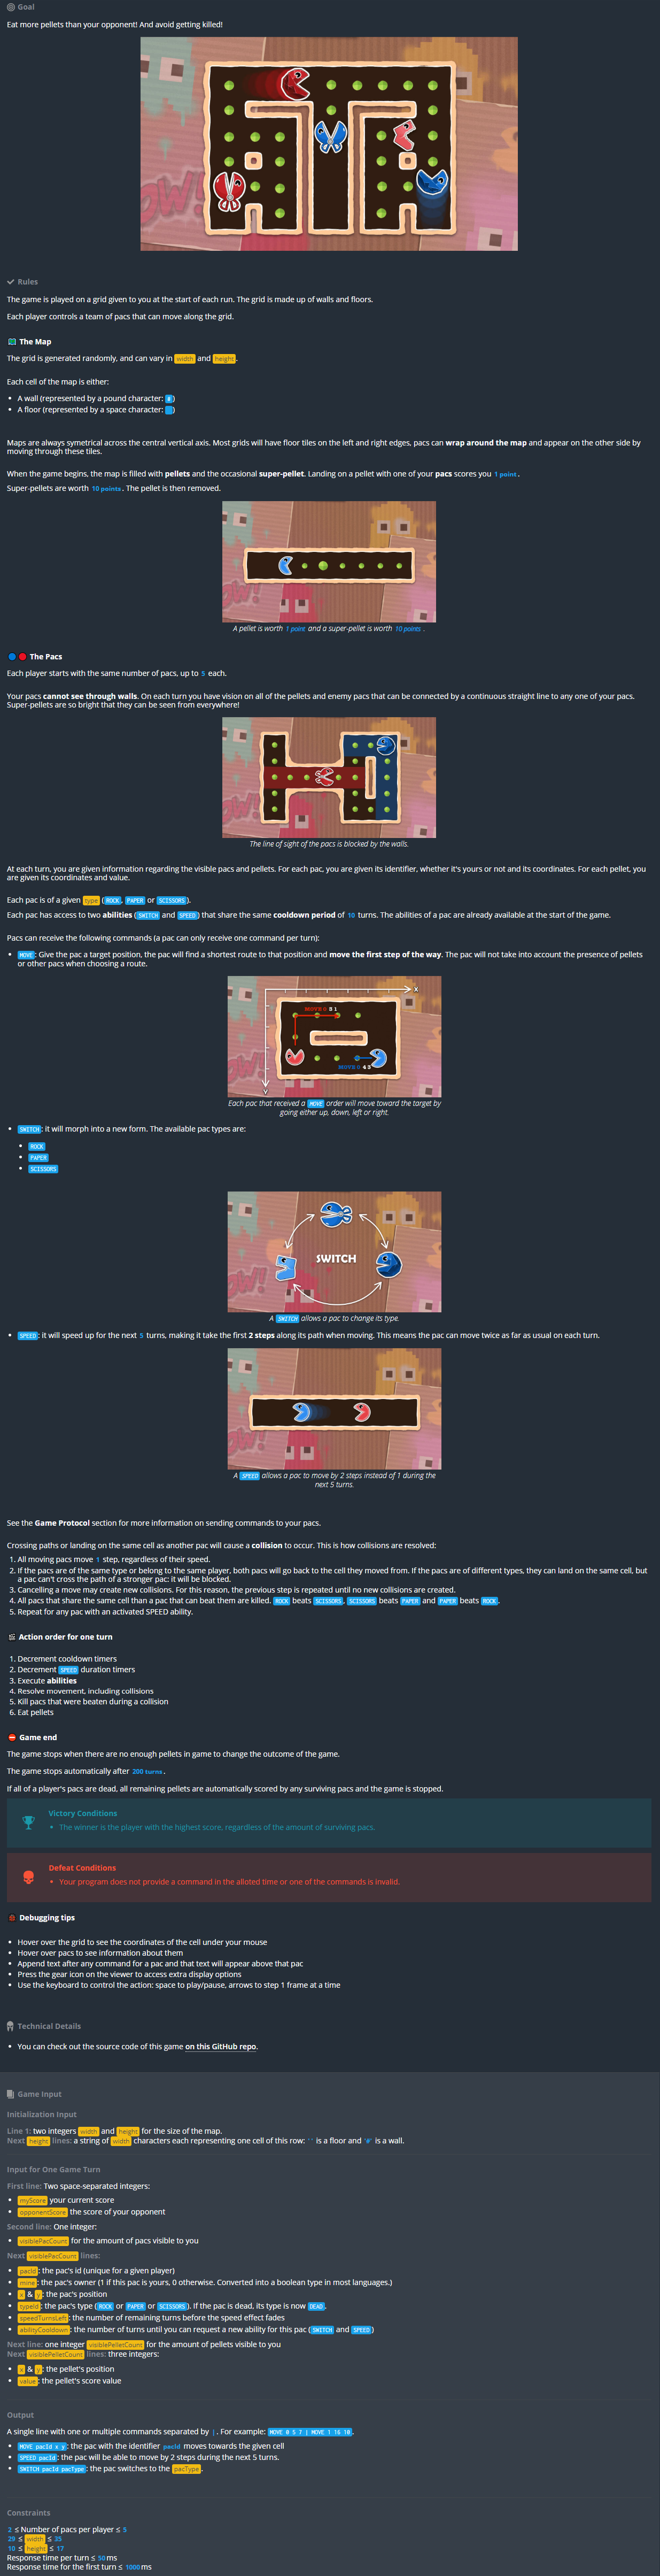 Goal
Eat more pellets than your opponent! And avoid getting killed!
Rules
The game is played on a grid given to you at the start of each run. The grid is made up of walls and floors.
Each player controls a team of pacs that can move along the grid.
The Map
The grid is generated randomly, and can vary in width and height.
Each cell of the map is either:
• A wall (represented by a pound character: #)
• A floor (represented by a space character: )
Maps are always symetrical across the central vertical axis. Most grids will have floor tiles on the left and right edges, pacs can wrap around the map and appear on the other side by
moving through these tiles.
When the game begins, the map is filled with pellets and the occasional super-pellet. Landing on a pellet with one of your pacs scores you 1 point.
Super-pellets are worth 10 points. The pellet is then removed.
A pellet is worth 1 point and a super-pellet is worth 10 points.
The Pacs
Each player starts with the same number of pacs, up to 5 each.
Your pacs cannot see through walls. On each turn you have vision on all of the pellets and enemy pacs that can be connected by a continuous straight line to any one of your pacs.
Super-pellets are so bright that they can be seen from everywhere!
The line of sight of the pacs is blocked by the walls.
At each turn, you are given information regarding the visible pacs and pellets. For each pac, you are given its identifier, whether it's yours or not and its coordinates. For each pellet, you
are given its coordinates and value.
Each pac is of a given type (ROCK, PAPER or SCISSORS).
Each pac has access to two abilities (SWITCH and SPEED) that share the same cooldown period of 10 turns. The abilities of a pac are already available at the start of the game.
Pacs can receive the following commands (a pac can only receive one command per turn):
• MOVE: Give the pac a target position, the pac will find a shortest route to that position and move the first step of the way. The pac will not take into account the presence of pellets
or other pacs when choosing a route.
X
MOVE 0 5 1
MOVE 0 4 3
Y
Each pac that received a MOVE order will move toward the target by
going either up, down, left or right.
• SWITCH: it will morph into a new form. The available pac types are:
• ROCK
• PAPER
• SCISSORS
SWITCH
A SWITCH allows a pac to change its type.
• SPEED: it will speed up for the next 5 turns, making it take the first 2 steps along its path when moving. This means the pac can move twice as far as usual on each turn.
A SPEED allows a pac to move by 2 steps instead of 1 during the
next 5 turns.
See the Game Protocol section for more information on sending commands to your pacs.
Crossing paths or landing on the same cell as another pac will cause a collision to occur. This is how collisions are resolved:
1. All moving pacs move 1 step, regardless of their speed.
2. If the pacs are of same type or belong to the same player, both pacs will go back to the cell they moved from. If the pacs are of different types, they can land on the same cell, but
a pac can't cross the path of a stronger pac: it will be blocked.
3. Cancelling a move may create new collisions. For this reason, the previous step is repeated until no new collisions are created.
4. All pacs that share the same cell than a pac that can beat them are killed. ROCK beats SCISSORS, SCISSORS beats PAPER and PAPER beats ROCK.
5. Repeat for any pac with an activated SPEED ability.
Action order for one turn
1. Decrement cooldown timers
2. Decrement SPEED duration timers
3. Execute abilities
4. Resolve movement, including collisions
5. Kill pacs that were beaten during a collision
6. Eat pellets
Game end
The game stops when there are no enough pellets in game to change the outcome of the game.
The game stops automatically after 200 turns.
If all of a player's pacs are dead, all remaining pellets are automatically scored by any surviving pacs and the game is stopped.
Victory Conditions
• The winner is the player with the highest score, regardless of the amount of surviving pacs.
Defeat Conditions
• Your program does not provide a command in the alloted time or one of the commands is invalid.
Debugging tips
• Hover over the grid to see the coordinates of the cell under your mouse
• Hover over pacs to see information about them
• Append text after any command for a pac and that text will appear above that pac
• Press the gear icon on the viewer to access extra display options
• Use the keyboard to control the action: space to play/pause, arrows to step 1 frame at a time
Technical Details
• You can check out the source code of this game on this GitHub repo.
Game Input
Initialization Input
Line 1: two integers width and height for the size of the map.
Next height lines: a string of width characters each representing one cell of this row: ' ' is a floor and '#' is a wall.
Input for One Game Turn
First line: Two space-separated integers:
• myScore your current score
• opponentScore the score of your opponent
Second line: One integer:
• visiblePacCount for the amount of pacs visible to you
Next visiblePacCount lines:
• pacId: the pac's id (unique for a given player)
• mine: the pac's owner (1 if this pac is yours, 0 otherwise. Converted into a boolean type in most languages.)
• x & y: the pac's position
• typeId: the pac's type (ROCK or PAPER or SCISSORS). If the pac is dead, its type is now DEAD.
• speedTurnsLeft: the number of remaining turns before the speed effect fades
• abilityCooldown: the number of turns until you can request a new ability for this pac (SWITCH and SPEED)
Next line: one integer visiblePelletCount for the amount of pellets visible to you
Next visiblePelletCount lines: three integers:
• x & y: the pellet's position
• value: the pellet's score value
Output
A single line with one or multiple commands separated by |. For example: MOVE 0 5 7 | MOVE 1 16 10.
• MOVE pacId x y: the pac with the identifier pacId moves towards the given cell
• SPEED pacId: the pac will be able to move by 2 steps during the next 5 turns.
• SWITCH pacId pacType: the pac switches to the pacType.
Constraints
2 ≤ Number of pacs per player ≤ 5
29 ≤ width ≤ 35
10 ≤ height ≤ 17
Response time per turn ≤ 50 ms
Response time for the first turn ≤ 1000 ms